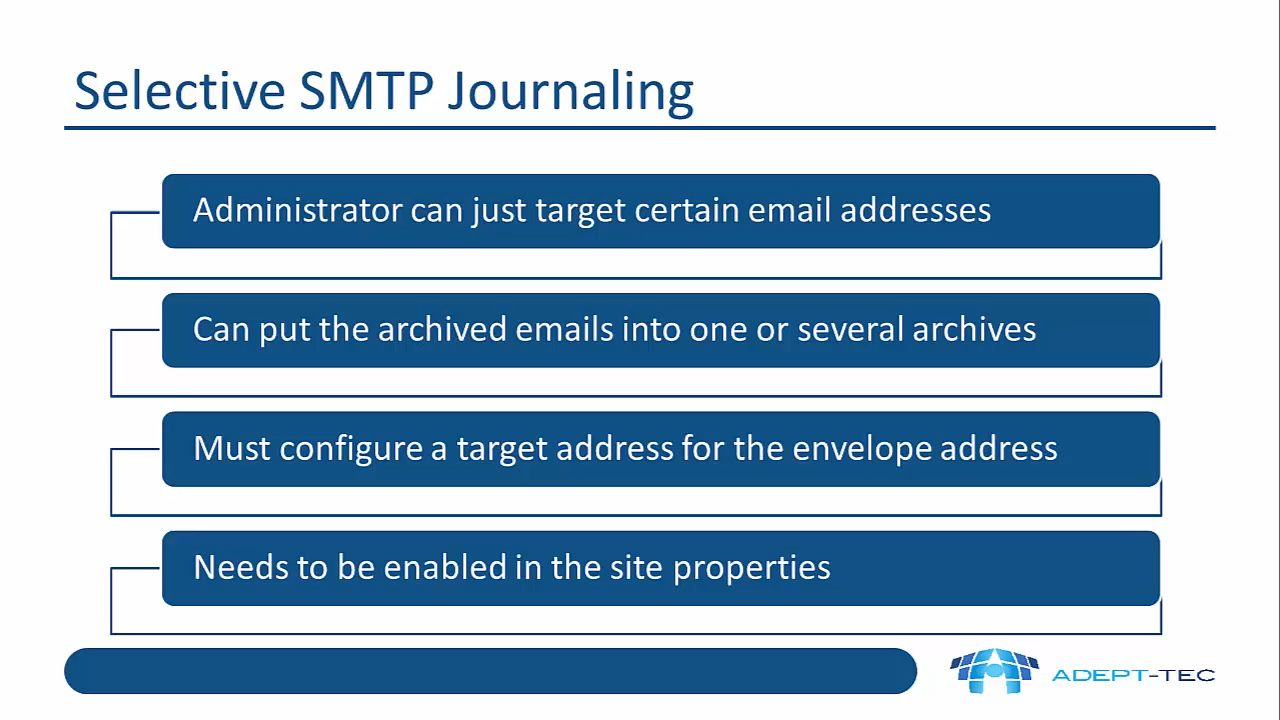 Selective SMTP Journaling
Administrator can just target certain email addresses
Can put the archived emails into one or several archives
Must configure a target address for the envelope address
Needs to be enabled in the site properties
ADEPT-TEC